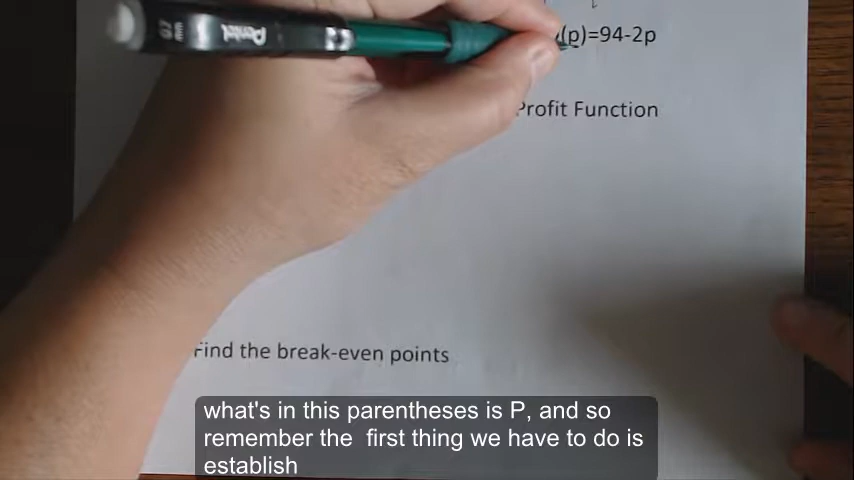 (p)=94-2p
Profit Function
Find the break-even points
what's in this parentheses is P, and so
remember the first thing we have to do is
establish
Pentel